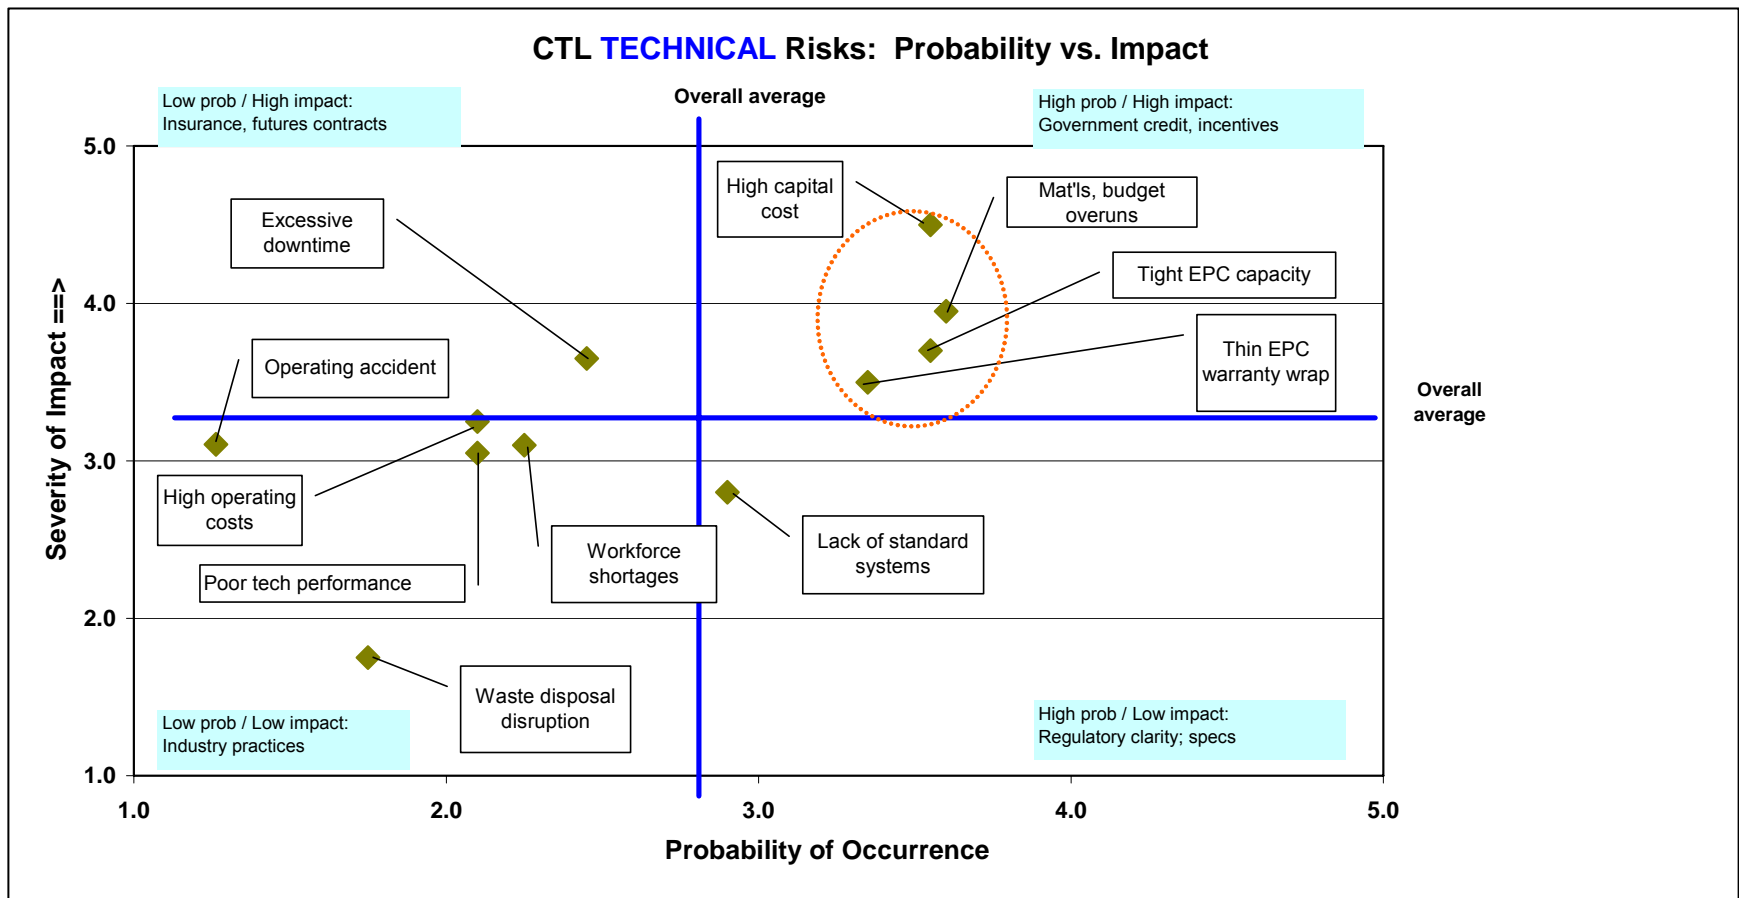 CTL TECHNICAL Risks: Probability vs. Impact
Low prob / High impact:
Insurance, futures contracts
Overall average
High prob / High impact:
Government credit, incentives
5.0
High capital
cost
Mat'ls, budget
overuns
Excessive
downtime
Tight EPC capacity
4.0
Thin EPC
warranty wrap
Operating accident
Overall
average
Severity of Impact ==>
3.0
High operating
costs
Workforce
shortages
Lack of standard
systems
Poor tech performance
2.0
Waste disposal
disruption
Low prob / Low impact:
Industry practices
High prob / Low impact:
Regulatory clarity; specs
1.0
1.0
2.0
3.0
4.0
5.0
Probability of Occurrence